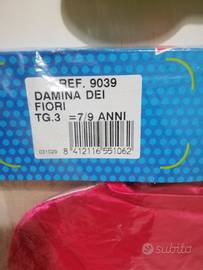 REF. 9039
DAMINA DEI
FIORI
TG.3 =7/9 ANNI
031029
8 412116 551062
subito